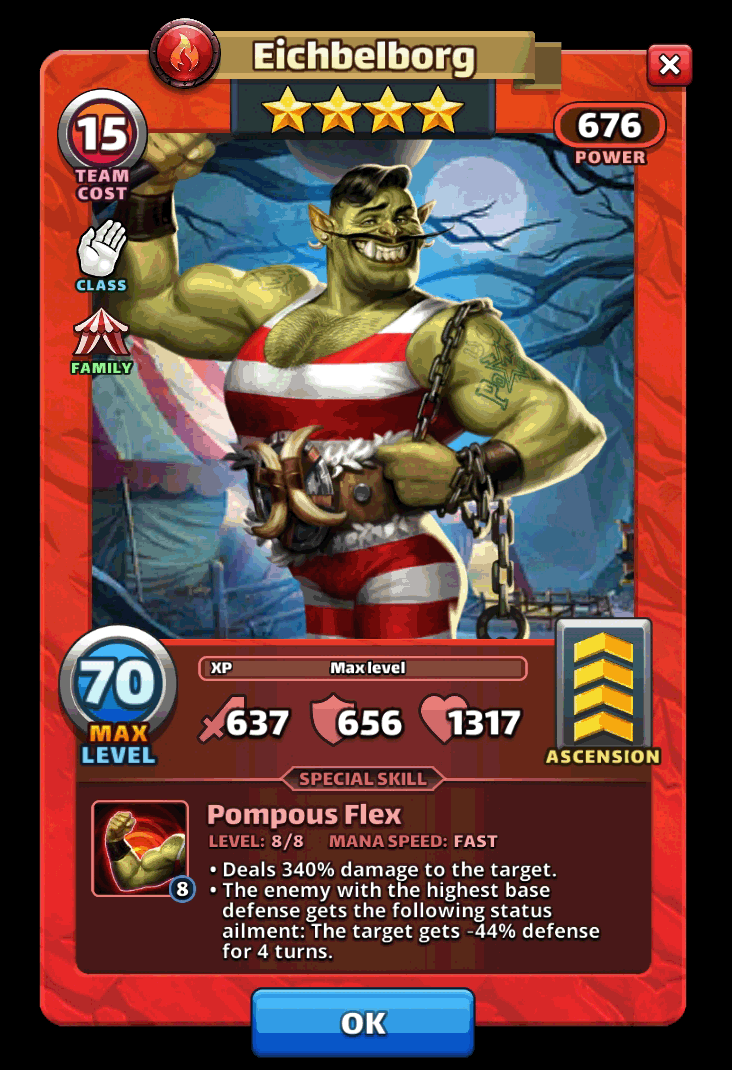 Eichbelborg
15
TEAM
COST
676
POWER
CLASS
FAMILY
70
MAX
LEVEL
XP Max level
637 656 1317
ASCENSION
SPECIAL SKILL
Pompous Flex
LEVEL: 8/8 MANA SPEED: FAST
8
• Deals 340% damage to the target.
• The enemy with the highest base
defense gets the following status
ailment: The target gets -44% defense
for 4 turns.
OK